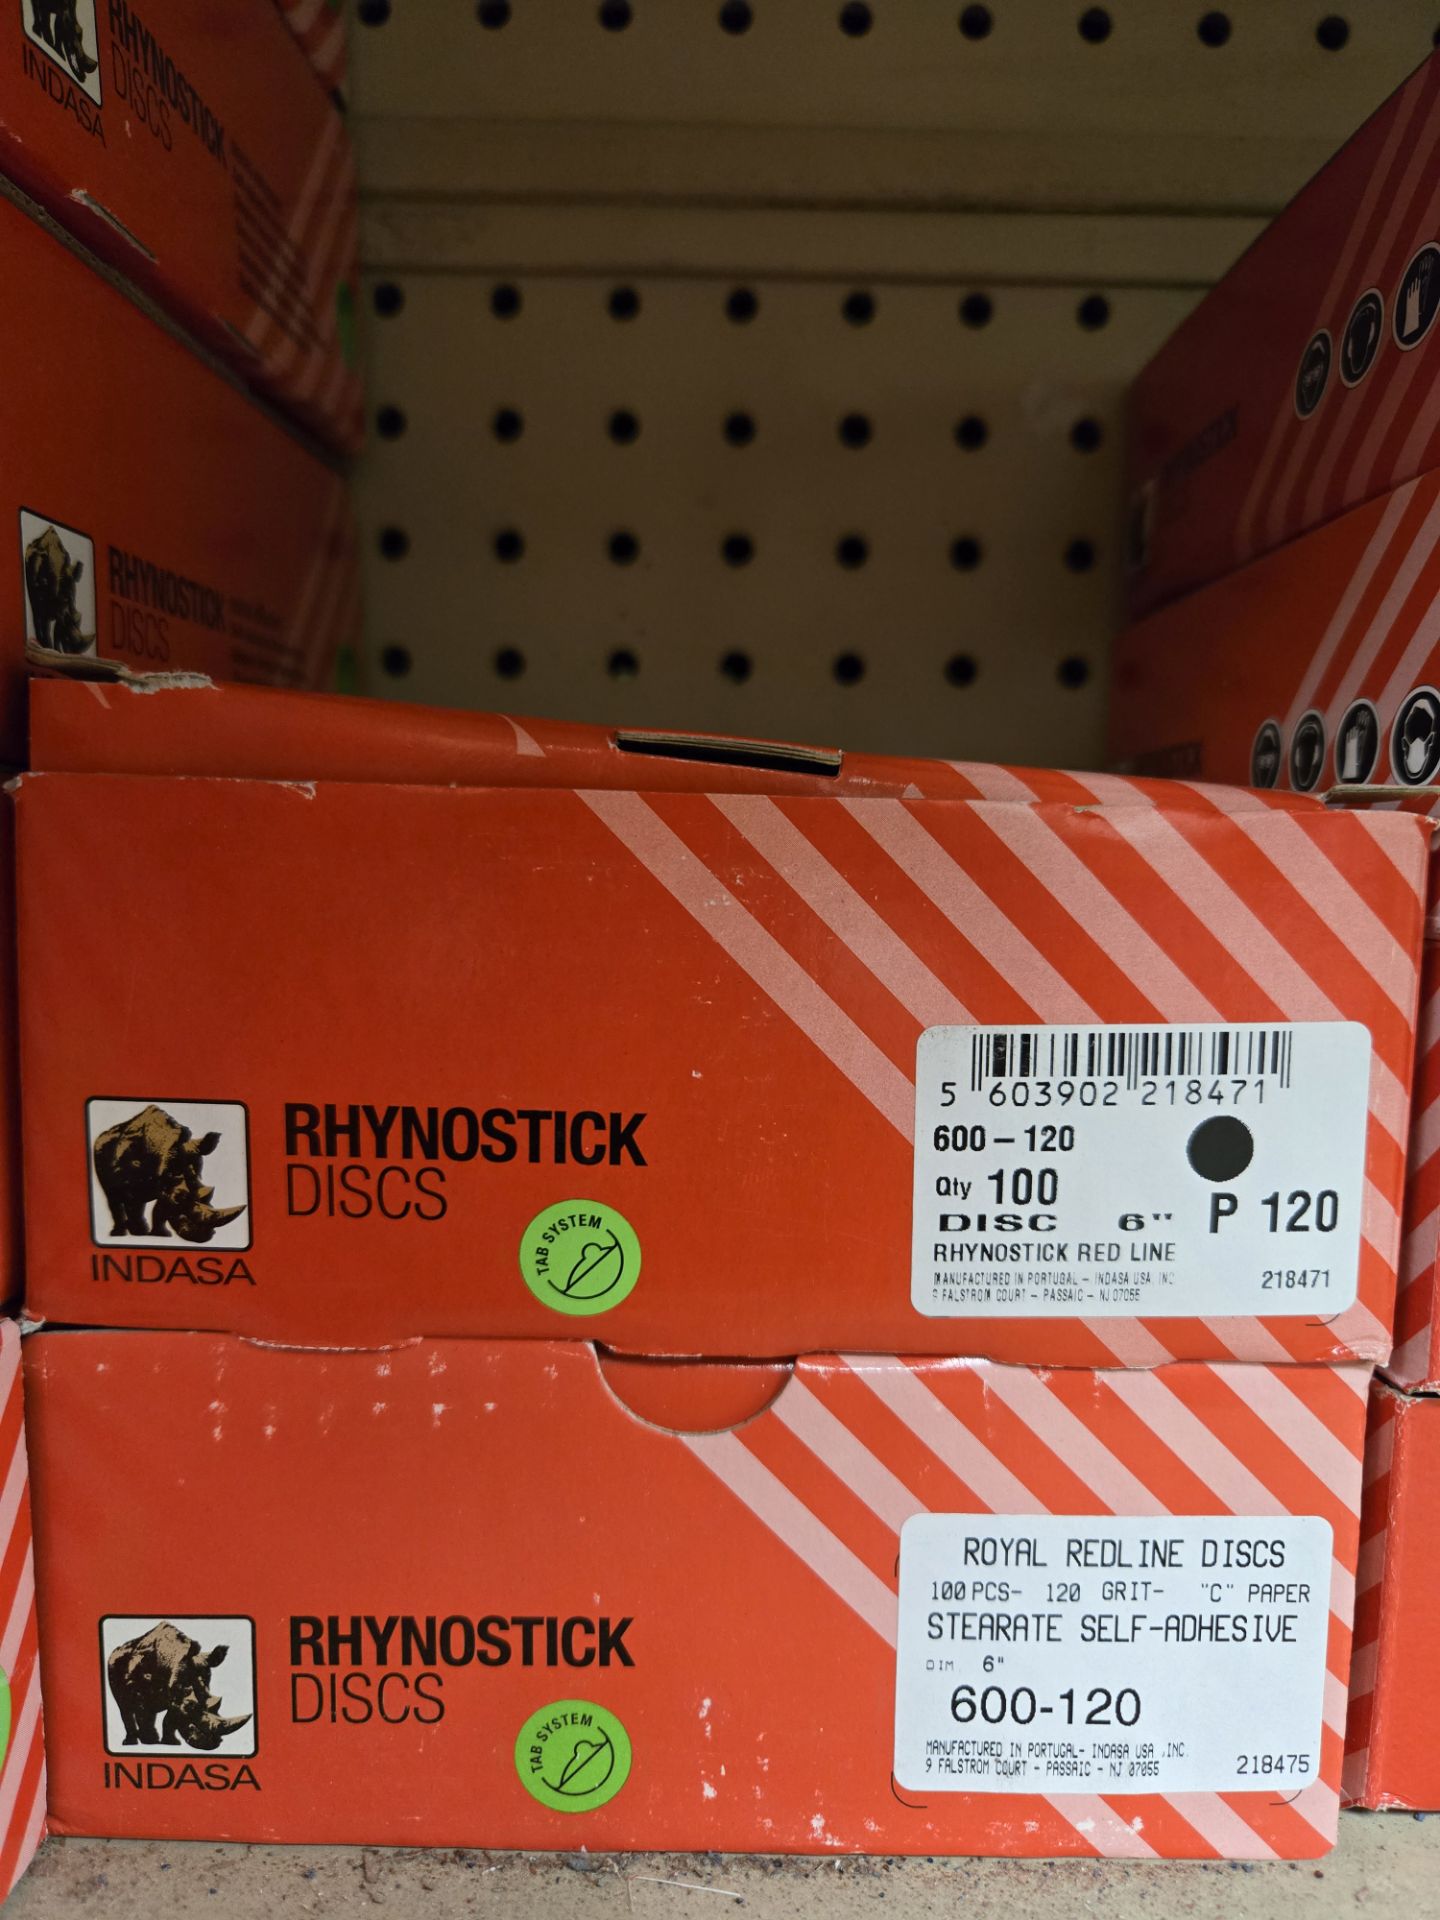 RHYNOSTICK
DISCS
INDASA
RHYNOSTICK
DISCS
RHYNOSTICK
DISCS
INDASA
TAB SYSTEM
5 603902 218471
600-120
Qty 100
DISC 6" P 120
RHYNOSTICK RED LINE
MANUFACTURED IN PORTUGAL - INDASA USA INC
9 FALSTROM COURT - PASSAIC - NJ 07055
218471
RHYNOSTICK
DISCS
INDASA
TAB SYSTEM
ROYAL REDLINE DISCS
100 PCS- 120 GRIT- "C" PAPER
STEARATE SELF-ADHESIVE
DIM 6"
600-120
MANUFACTURED IN PORTUGAL- INDASA USA ,INC.
9 FALSTROM COURT - PASSAIC - NJ 07055
218475